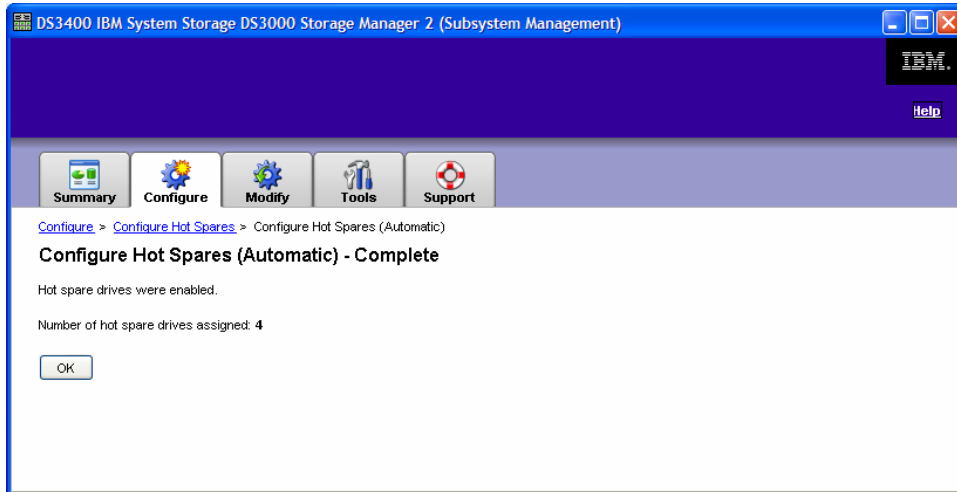 DS3400 IBM System Storage DS3000 Storage Manager 2 (Subsystem Management)
IBM.
Help
Summary Configure Modify Tools Support
Configure > Configure Hot Spares > Configure Hot Spares (Automatic)
Configure Hot Spares (Automatic) - Complete
Hot spare drives were enabled.
Number of hot spare drives assigned: 4
OK